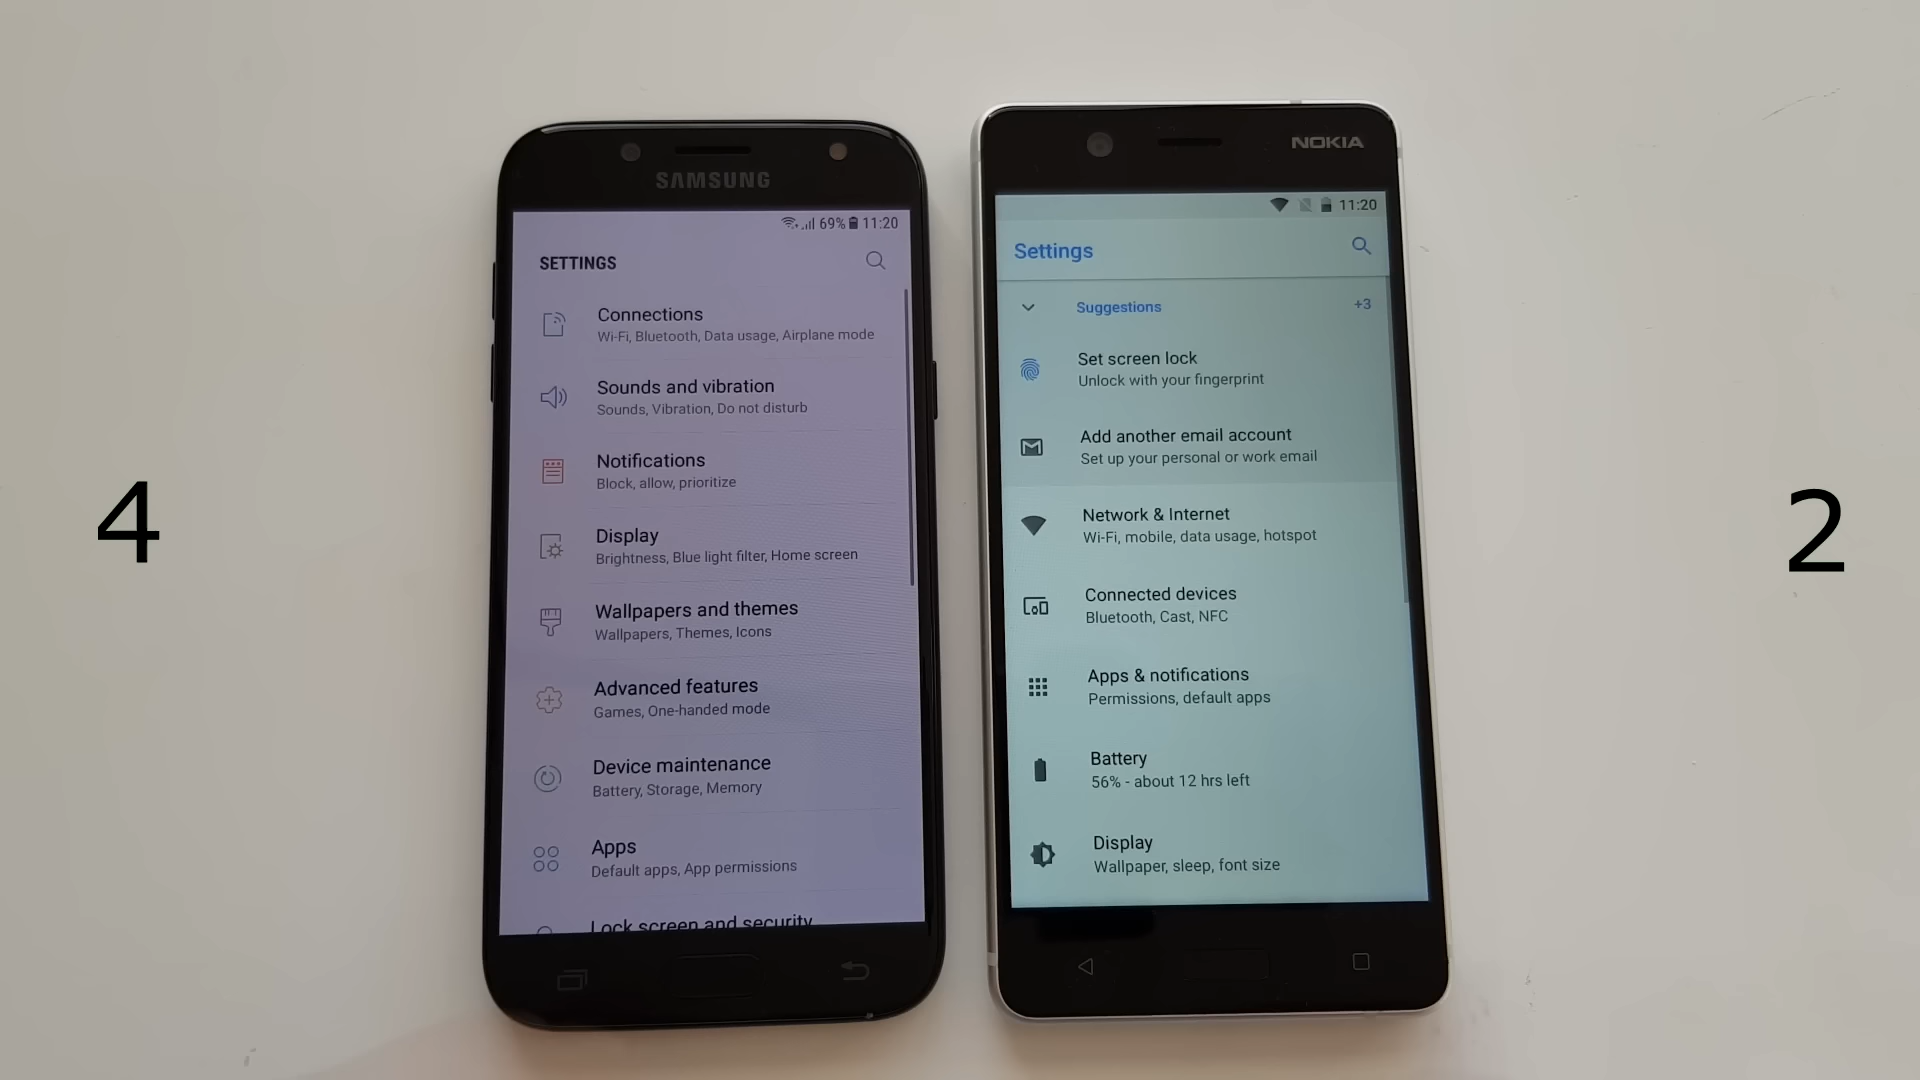 4
SAMSUNG
69% 11:20
SETTINGS
Connections
Wi-Fi, Bluetooth, Data usage, Airplane mode
Sounds and vibration
Sounds, Vibration, Do not disturb
Notifications
Block, allow, prioritize
Display
Brightness, Blue light filter, Home screen
Wallpapers and themes
Wallpapers, Themes, Icons
Advanced features
Games, One-handed mode
Device maintenance
Battery, Storage, Memory
Apps
Default apps, App permissions
Lock screen and security
NOKIA
11:20
Settings
Suggestions +3
Set screen lock
Unlock with your fingerprint
Add another email account
Set up your personal or work email
Network & Internet
Wi-Fi, mobile, data usage, hotspot
Connected devices
Bluetooth, Cast, NFC
Apps & notifications
Permissions, default apps
Battery
56% - about 12 hrs left
Display
Wallpaper, sleep, font size
2